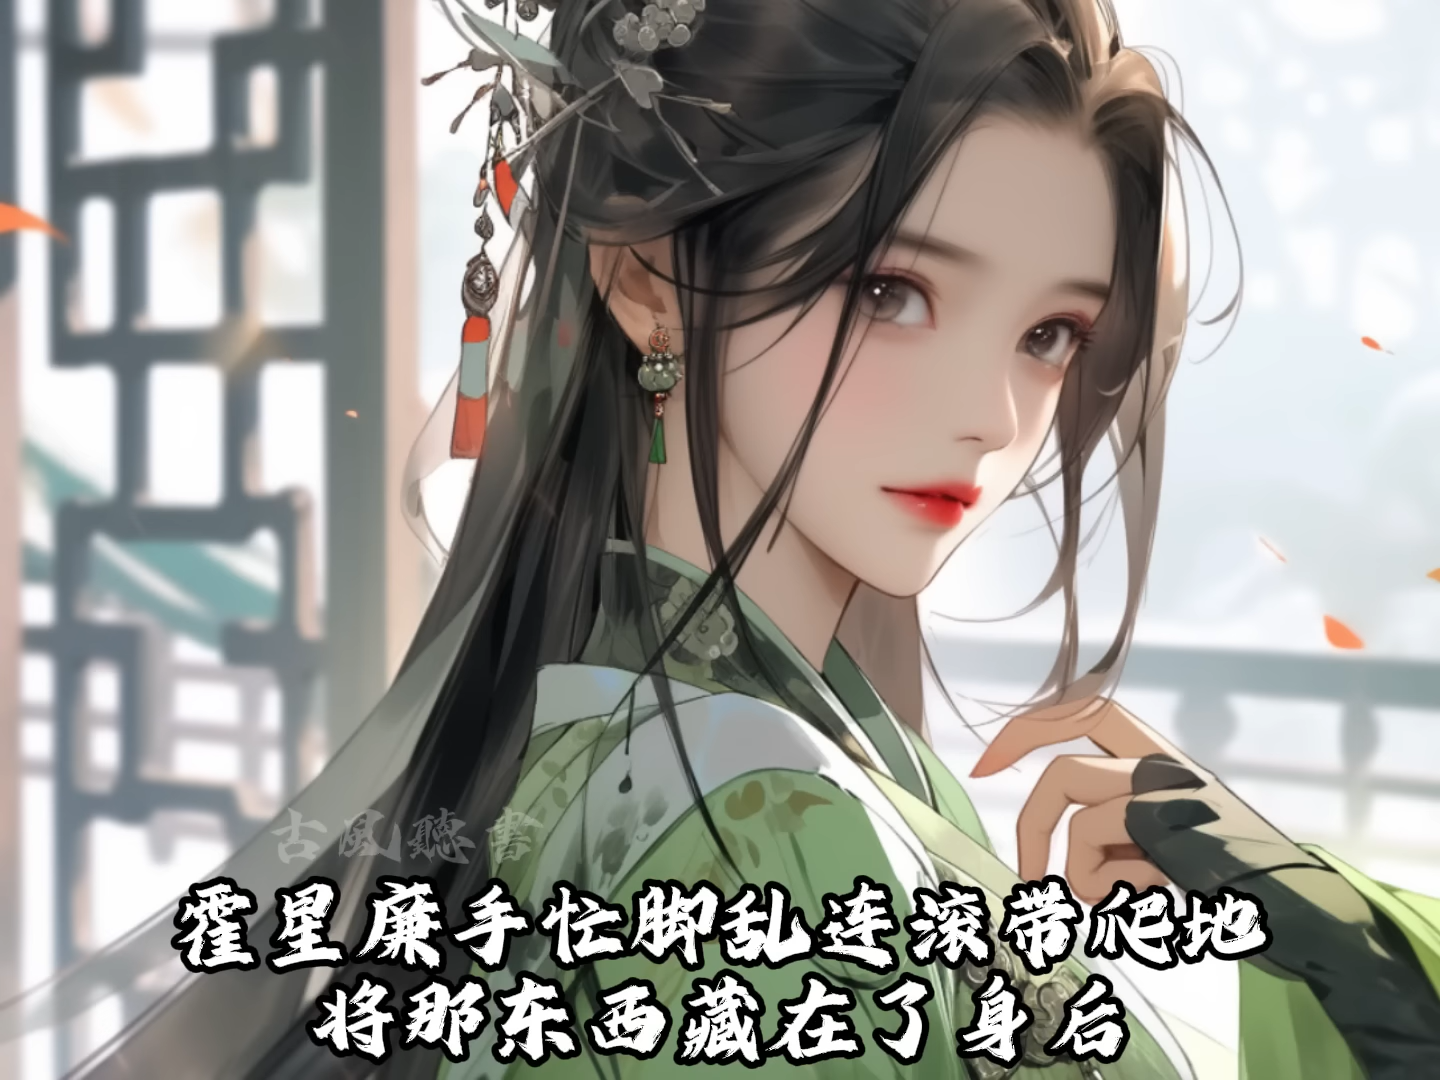 古風聽書
霍星廉手忙脚乱连滚带爬地
将那东西藏在了身后